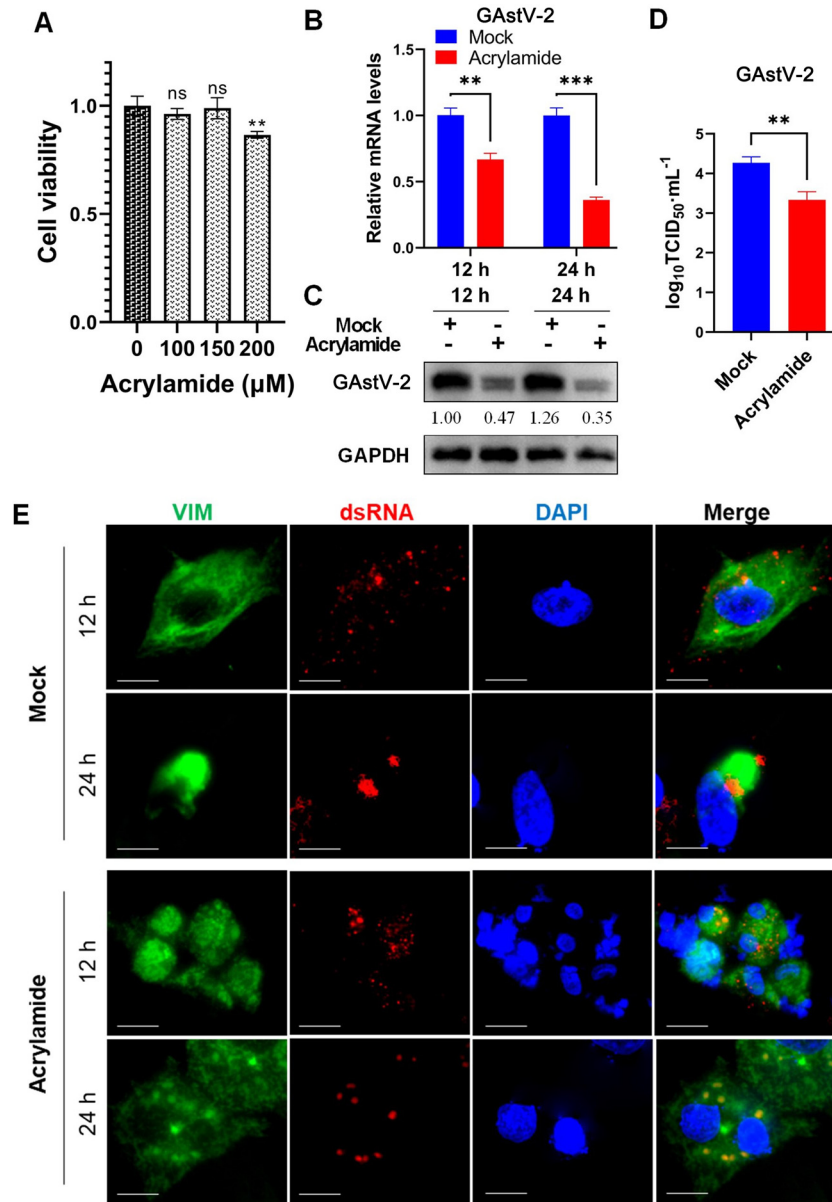 A
Cell viability
1.0
0.5
0.0
ns
ns
**
0 100 150 200
Acrylamide (µM)
B
GAstV-2
Mock
Acrylamide
Relative mRNA levels
1.5
1.0
0.5
0.0
**
***
12 h 24 h
C
12 h 24 h
Mock + - + -
Acrylamide - + - +
GAstV-2
1.00 0.47 1.26 0.35
GAPDH
D
GAstV-2
log₁₀TCID₅₀·mL⁻¹
5
4
3
2
1
0
**
Mock
Acrylamide
E
VIM dsRNA DAPI Merge
Mock
12 h
24 h
Acrylamide
12 h
24 h